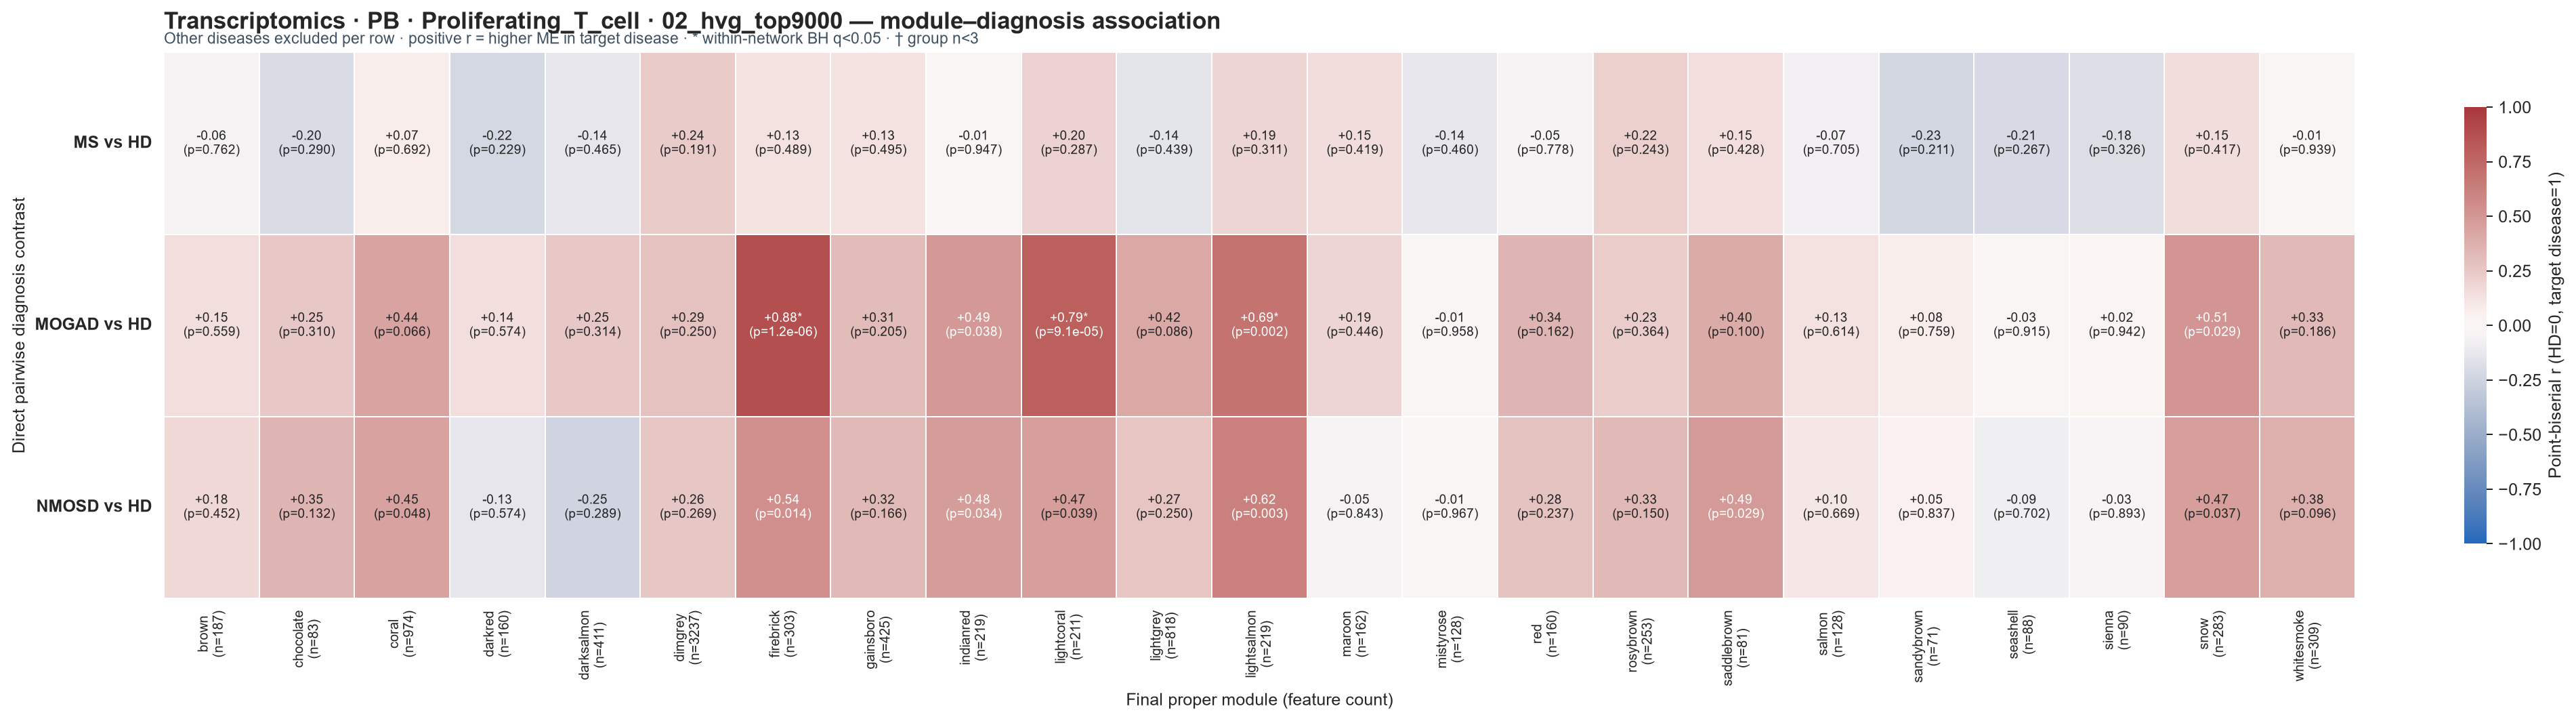 Transcriptomics · PB · Proliferating_T_cell · 02_hvg_top9000 — module–diagnosis association
Other diseases excluded per row · positive r = higher ME in target disease · * within-network BH q<0.05 · † group n<3
Direct pairwise diagnosis contrast
MS vs HD
-0.06 -0.20 +0.07 -0.22 -0.14 +0.24 +0.13 +0.13 -0.01 +0.20 -0.14 +0.19 +0.15 -0.14 -0.05 +0.22 +0.15 -0.07 -0.23 -0.21 -0.18 +0.15 -0.01
(p=0.762) (p=0.290) (p=0.692) (p=0.229) (p=0.465) (p=0.191) (p=0.489) (p=0.495) (p=0.947) (p=0.287) (p=0.439) (p=0.311) (p=0.419) (p=0.460) (p=0.778) (p=0.243) (p=0.428) (p=0.705) (p=0.211) (p=0.267) (p=0.326) (p=0.417) (p=0.939)
MOGAD vs HD
+0.15 +0.25 +0.44 +0.14 +0.25 +0.29 +0.88* +0.31 +0.49 +0.79* +0.42 +0.69* +0.19 -0.01 +0.34 +0.23 +0.40 +0.13 +0.08 -0.03 +0.02 +0.51 +0.33
(p=0.559) (p=0.310) (p=0.066) (p=0.574) (p=0.314) (p=0.250) (p=1.2e-06) (p=0.205) (p=0.038) (p=9.1e-05) (p=0.086) (p=0.002) (p=0.446) (p=0.958) (p=0.162) (p=0.364) (p=0.100) (p=0.614) (p=0.759) (p=0.915) (p=0.942) (p=0.029) (p=0.186)
NMOSD vs HD
+0.18 +0.35 +0.45 -0.13 -0.25 +0.26 +0.54 +0.32 +0.48 +0.47 +0.27 +0.62 -0.05 -0.01 +0.28 +0.33 +0.49 +0.10 +0.05 -0.09 -0.03 +0.47 +0.38
(p=0.452) (p=0.132) (p=0.048) (p=0.574) (p=0.289) (p=0.269) (p=0.014) (p=0.166) (p=0.034) (p=0.039) (p=0.250) (p=0.003) (p=0.843) (p=0.967) (p=0.237) (p=0.150) (p=0.029) (p=0.669) (p=0.837) (p=0.702) (p=0.893) (p=0.037) (p=0.096)
brown
(n=187)
chocolate
(n=83)
coral
(n=974)
darkred
(n=160)
darksalmon
(n=411)
dimgrey
(n=3237)
firebrick
(n=303)
gainsboro
(n=425)
indianred
(n=219)
lightcoral
(n=211)
lightgrey
(n=818)
lightsalmon
(n=219)
maroon
(n=162)
mistyrose
(n=128)
red
(n=160)
rosybrown
(n=253)
saddlebrown
(n=81)
salmon
(n=128)
sandybrown
(n=71)
seashell
(n=88)
sienna
(n=90)
snow
(n=283)
whitesmoke
(n=309)
Final proper module (feature count)
1.00
0.75
0.50
0.25
0.00
−0.25
−0.50
−0.75
−1.00
Point-biserial r (HD=0, target disease=1)